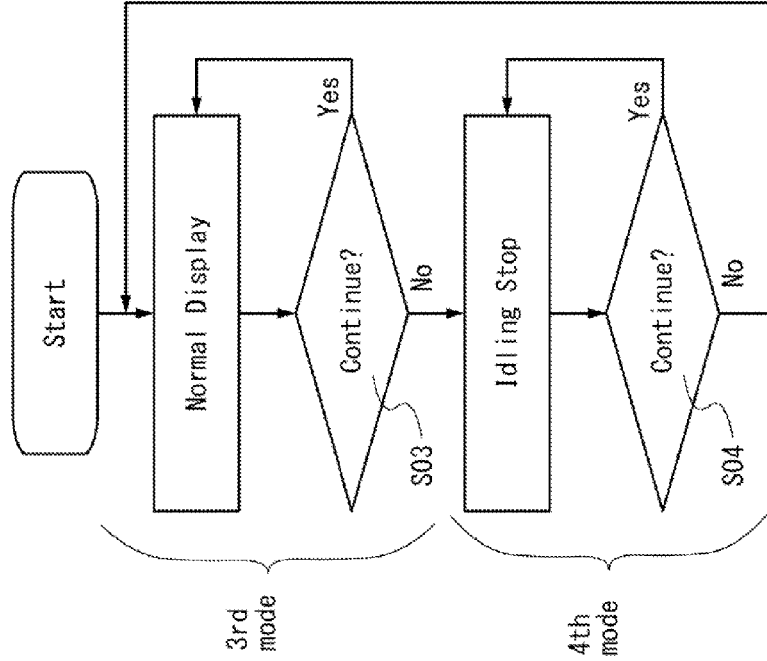 Start
3rd
mode
Normal Display
Continue?
Yes
No
S03
4th
mode
Idling Stop
Continue?
Yes
No
S04